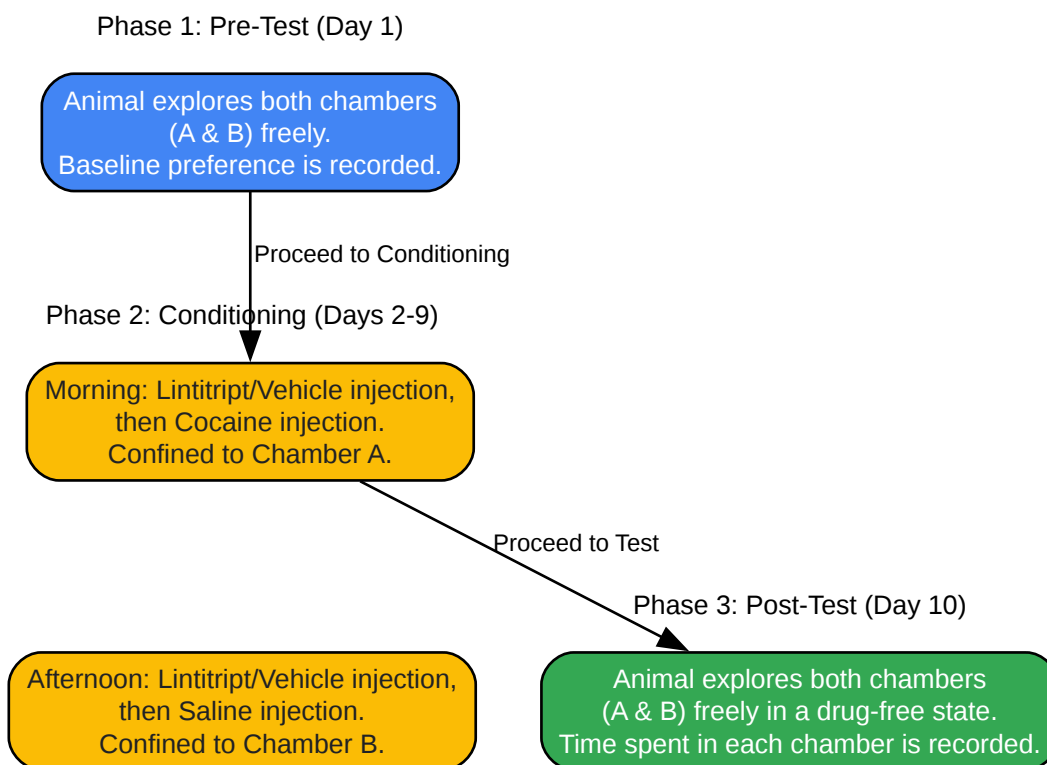 Phase 1: Pre-Test (Day 1)
Animal explores both chambers
(A & B) freely.
Baseline preference is recorded.
Proceed to Conditioning
Phase 2: Conditioning (Days 2-9)
Morning: Lintitript/Vehicle injection,
then Cocaine injection.
Confined to Chamber A.
Proceed to Test
Phase 3: Post-Test (Day 10)
Afternoon: Lintitript/Vehicle injection,
then Saline injection.
Confined to Chamber B.
Animal explores both chambers
(A & B) freely in a drug-free state.
Time spent in each chamber is recorded.